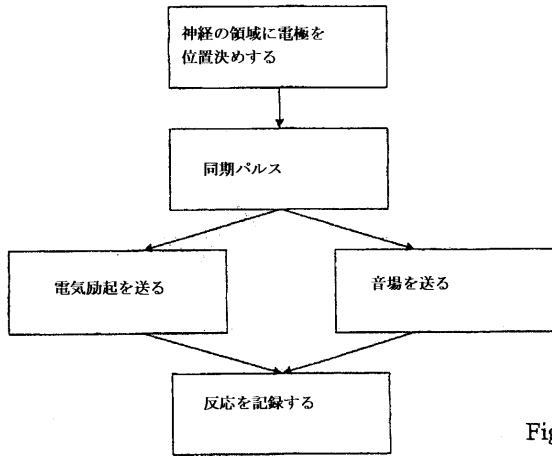 神経の領域に電極を
位置決めする
同期パルス
電気励起を送る
音場を送る
反応を記録する
Fig